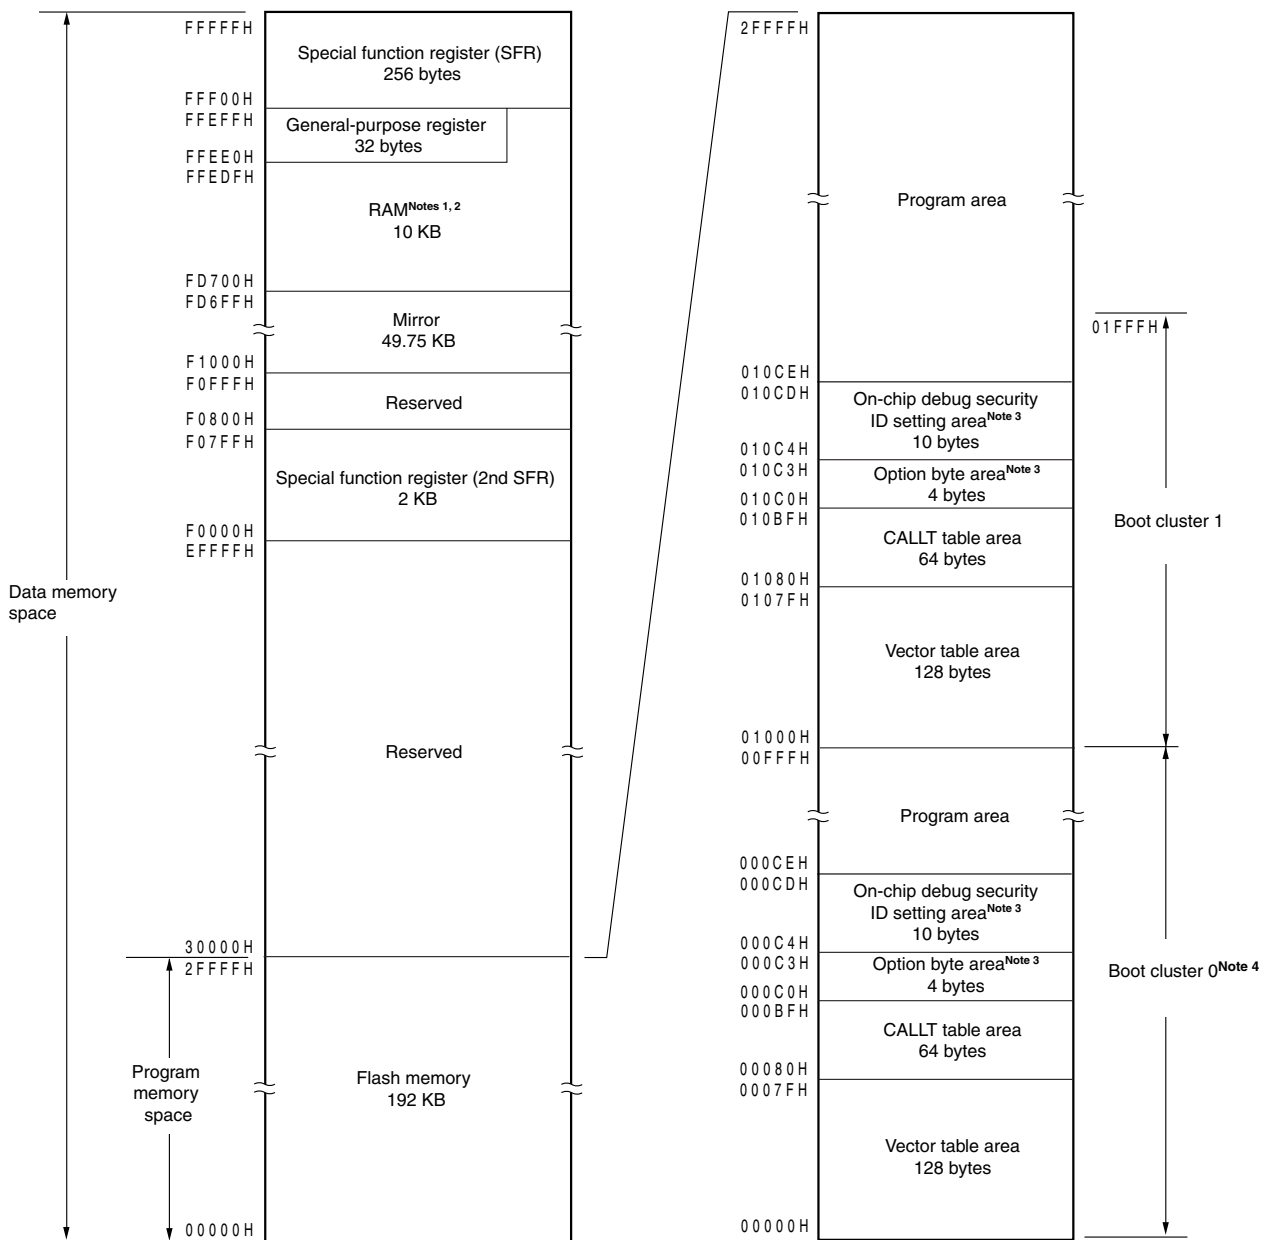 FFFFFH
Special function register (SFR)
256 bytes
FFF00H
FFEFFH
General-purpose register
32 bytes
FFEE0H
FFEDFH
RAMNotes 1, 2
10 KB
FD700H
FD6FFH
Mirror
49.75 KB
F1000H
F0FFFH
Reserved
F0800H
F07FFH
Special function register (2nd SFR)
2 KB
F0000H
EFFFFH
Data memory
space
Reserved
30000H
2FFFFH
Program
memory
space
Flash memory
192 KB
00000H
2FFFFH
Program area
01FFFH
010CEH
010CDH
On-chip debug security
ID setting areaNote 3
10 bytes
010C4H
010C3H
Option byte areaNote 3
4 bytes
010C0H
010BFH
CALLT table area
64 bytes
Boot cluster 1
01080H
0107FH
Vector table area
128 bytes
01000H
00FFFH
Program area
000CEH
000CDH
On-chip debug security
ID setting areaNote 3
10 bytes
000C4H
000C3H
Option byte areaNote 3
4 bytes
Boot cluster 0Note 4
000C0H
000BFH
CALLT table area
64 bytes
00080H
0007FH
Vector table area
128 bytes
00000H